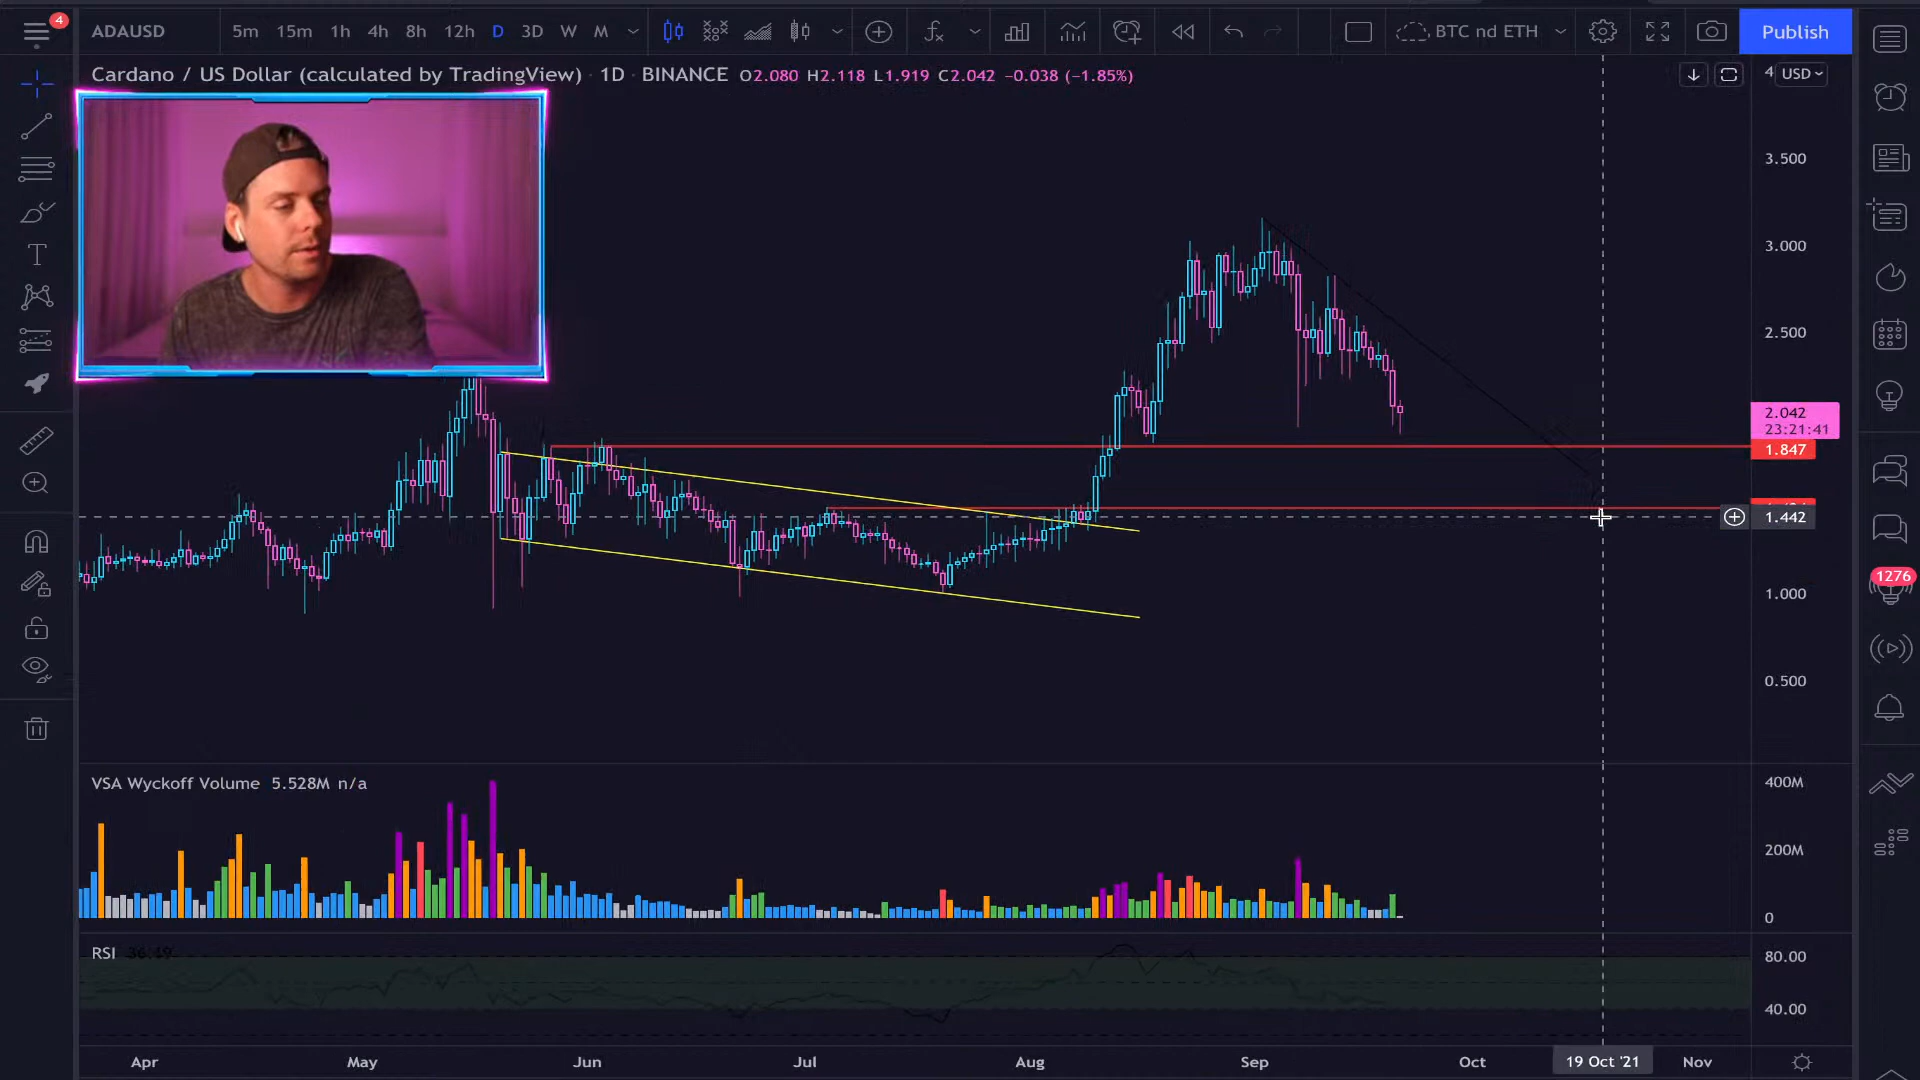 4
ADAUSD 5m 15m 1h 4h 8h 12h D 3D W M BTC nd ETH Publish
Cardano / US Dollar (calculated by TradingView) · 1D · BINANCE O2.080 H2.118 L1.919 C2.042 −0.038 (−1.85%)
4 USD
3.500
3.000
2.500
2.042
23:21:41
1.847
1.442
1.000
0.500
1276
VSA Wyckoff Volume 5.528M n/a
400M
200M
0
RSI 36.49
80.00
40.00
Apr May Jun Jul Aug Sep Oct 19 Oct '21 Nov